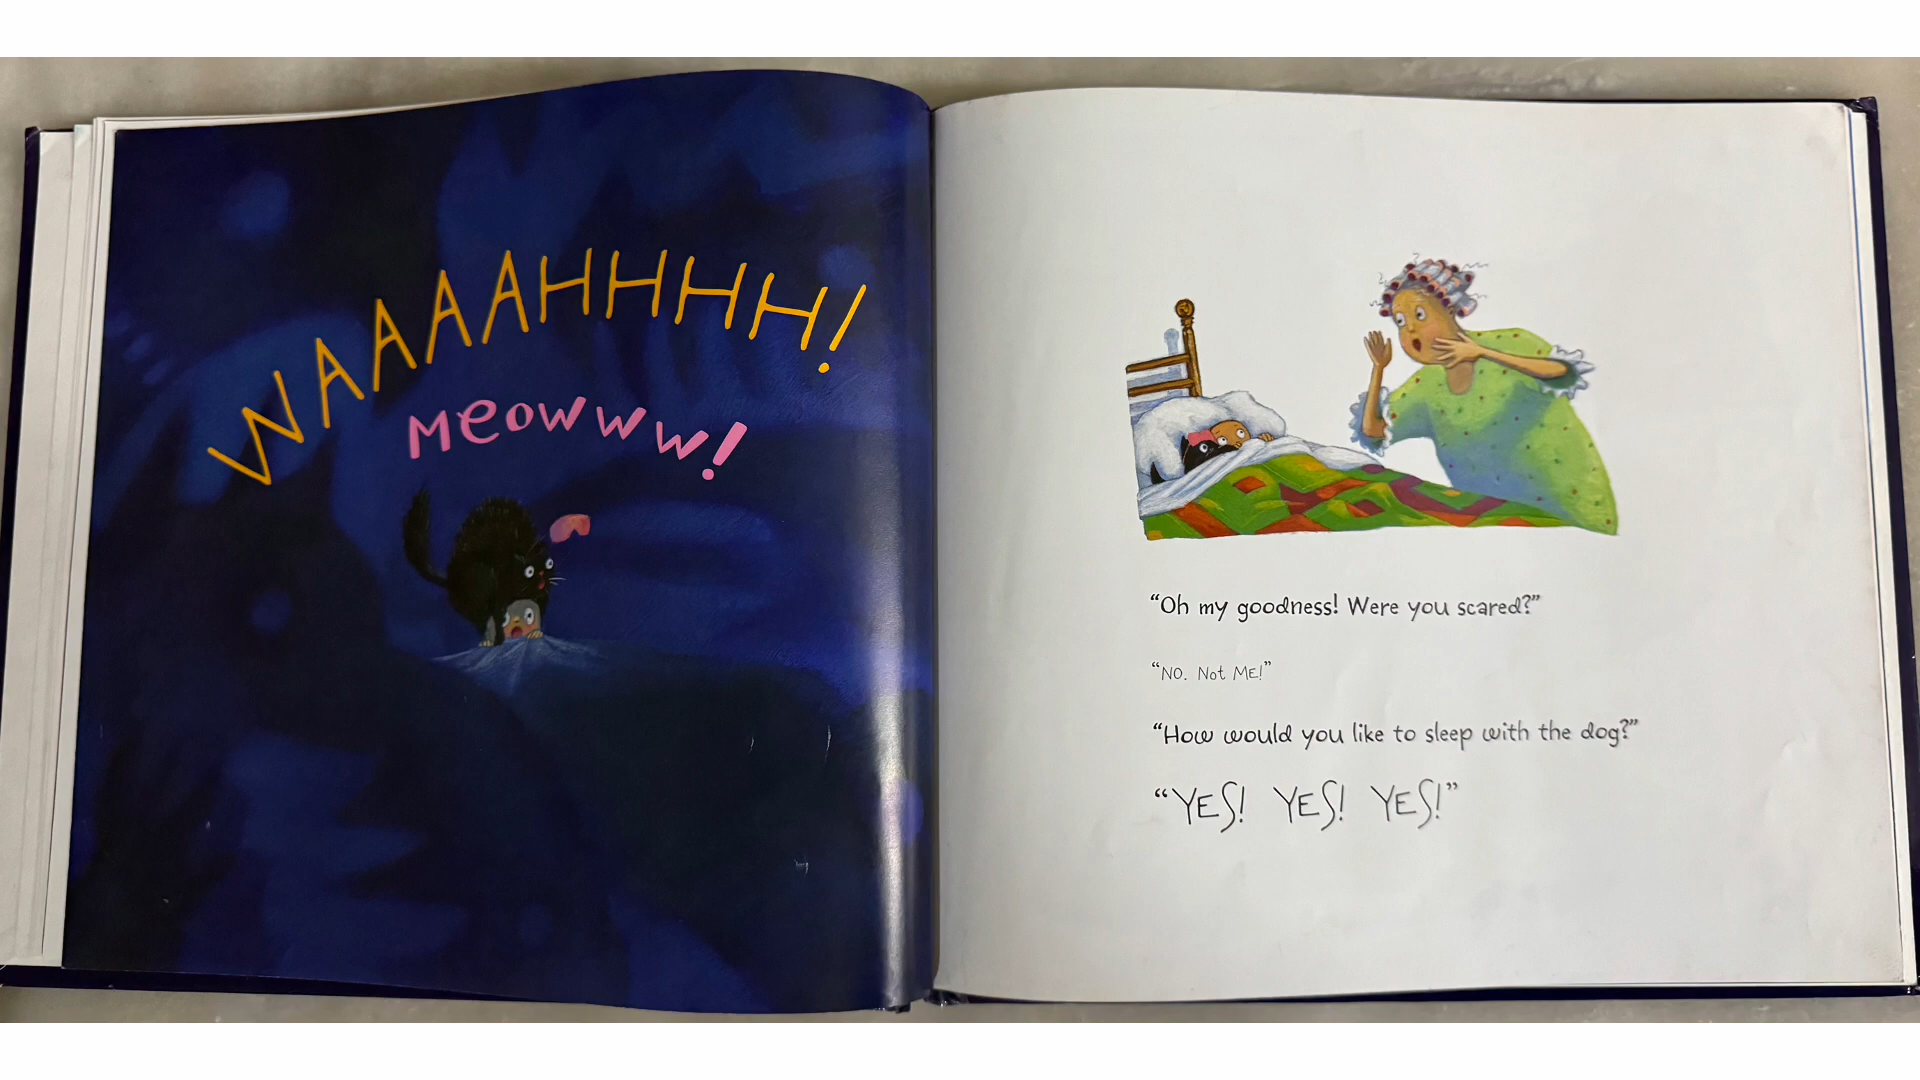 WAAAAHHHH!
MeOWWW!
“Oh my goodness! Were you scared?”
“NO. Not ME!”
“How would you like to sleep with the dog?”
“YES! YES! YES!”